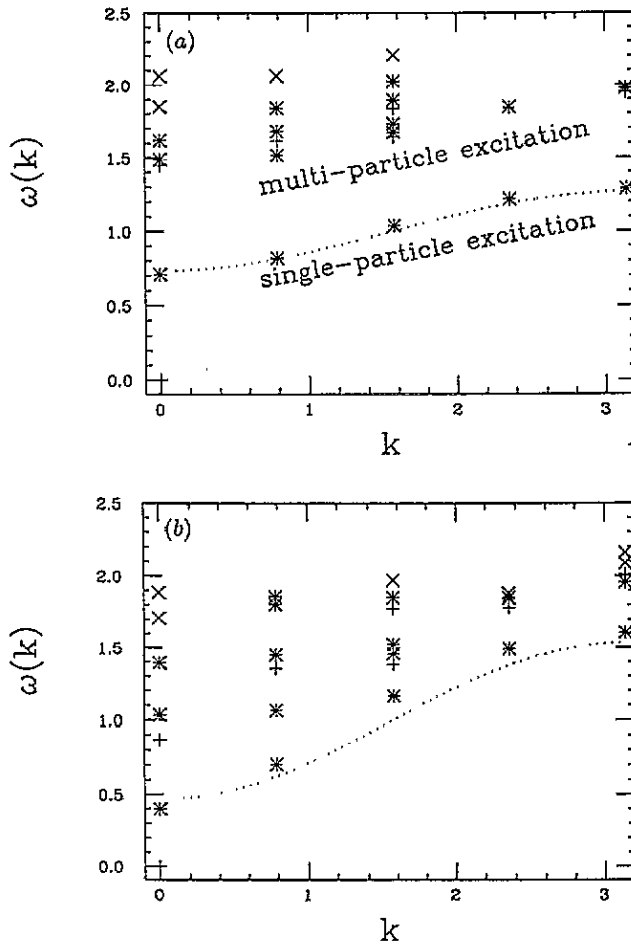 (a)
2.5
2.0
1.5
1.0
0.5
0.0
ω(k)
multi-particle excitation
single-particle excitation
0 1 2 3
k
(b)
2.5
2.0
1.5
1.0
0.5
0.0
ω(k)
0 1 2 3
k